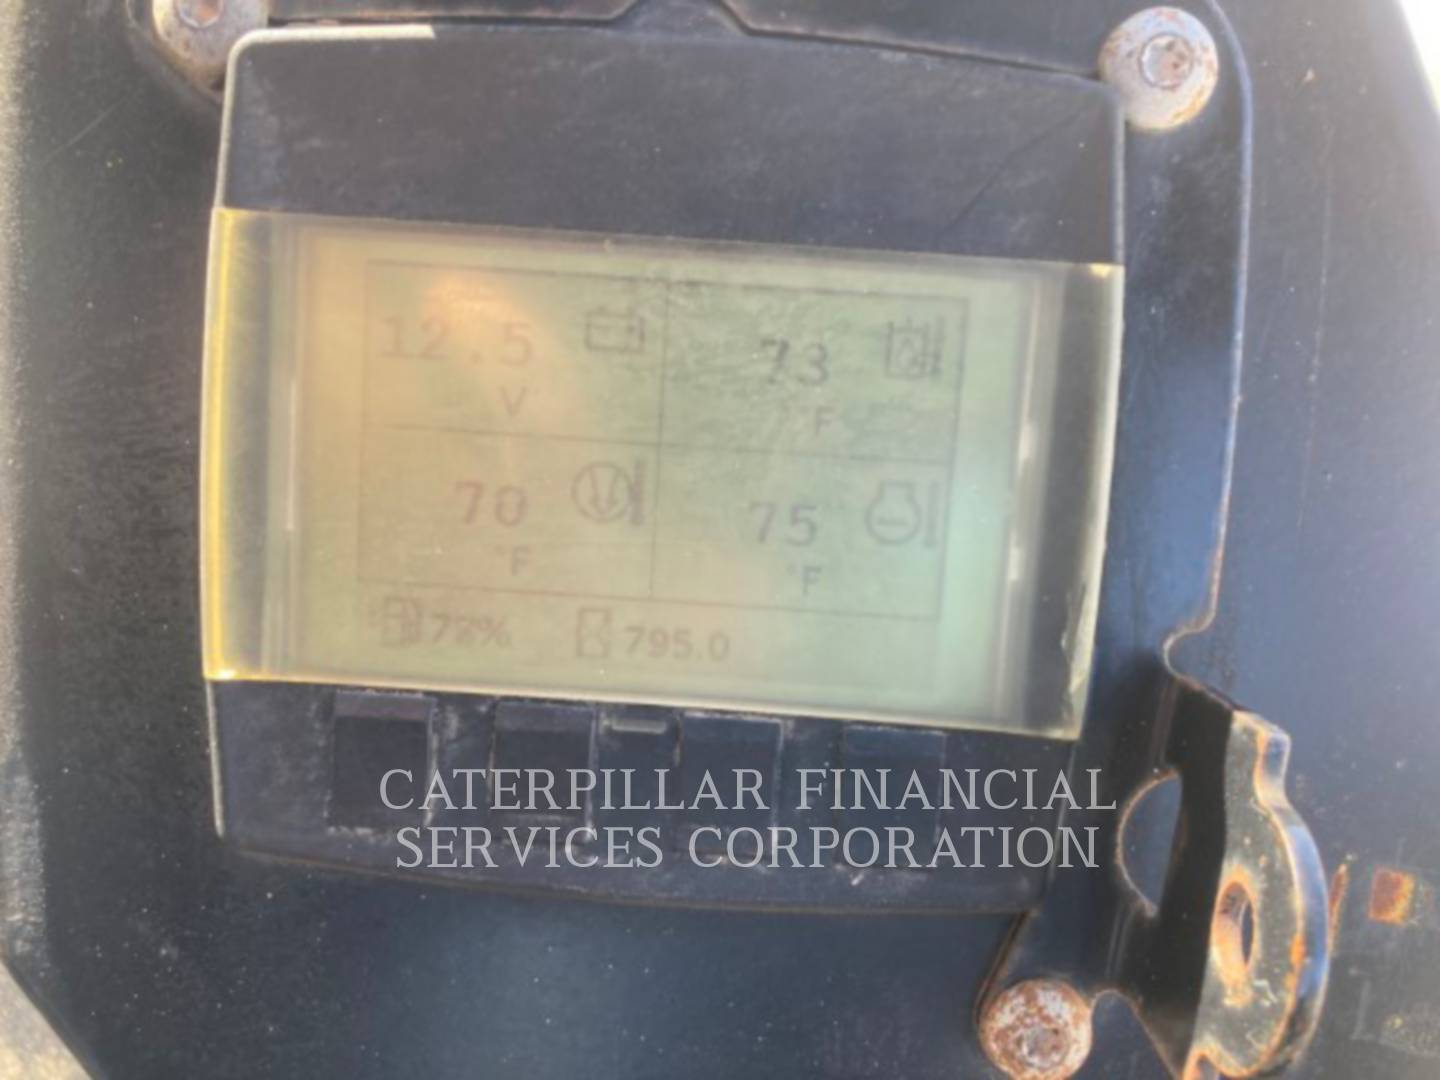 12.5
V
73
°F
70
°F
75
°F
795.0
CATERPILLAR FINANCIAL
SERVICES CORPORATION